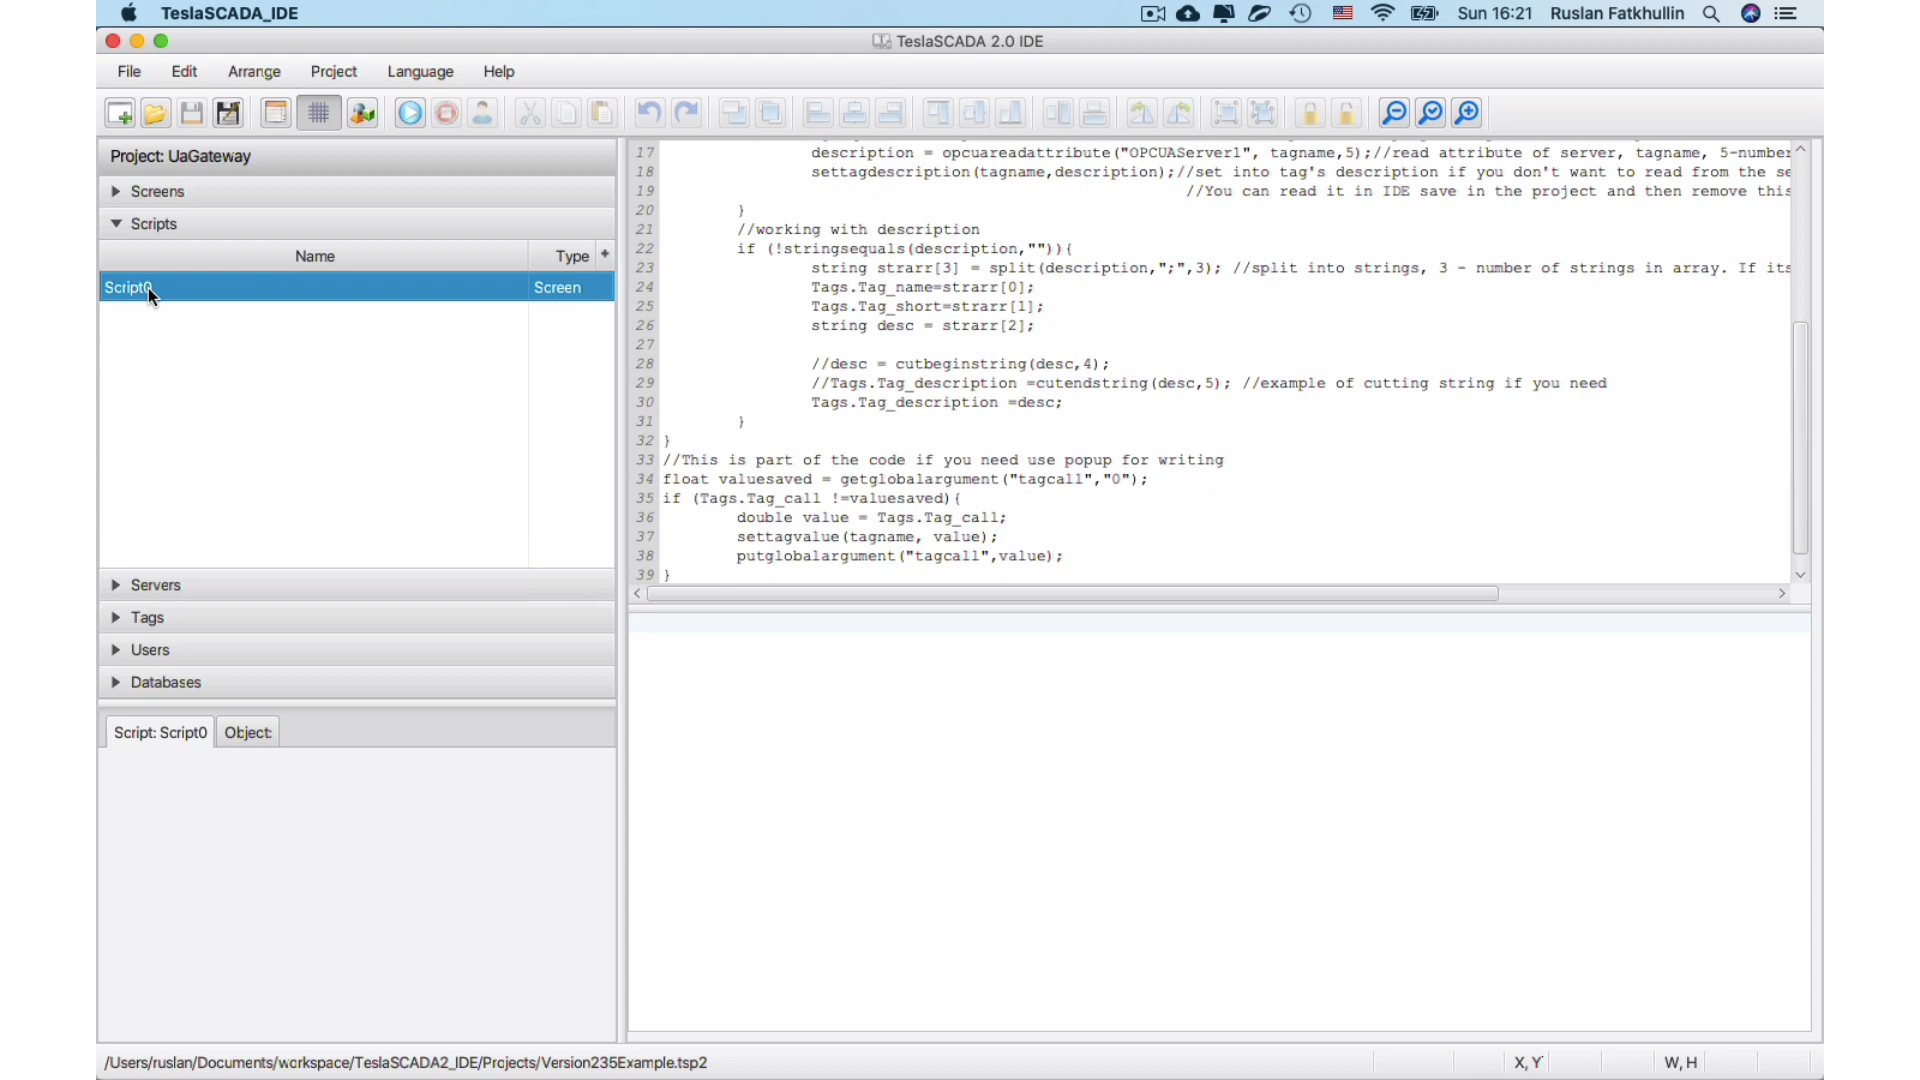 TeslaSCADA_IDE
Sun 16:21 Ruslan Fatkhullin
TeslaSCADA 2.0 IDE
File Edit Arrange Project Language Help
Project: UaGateway
Screens
Scripts
Name Type +
Script0 Screen
Servers
Tags
Users
Databases
Script: Script0 Object:
17 description = opcuareadattribute("OPCUAServer1", tagname,5);//read attribute of server, tagname, 5-number
18 settagdescription(tagname,description);//set into tag's description if you don't want to read from the se
19 //You can read it in IDE save in the project and then remove this
20 }
21 //working with description
22 if (!stringsequals(description,"")){
23 string strarr[3] = split(description,";",3); //split into strings, 3 - number of strings in array. If its
24 Tags.Tag_name=strarr[0];
25 Tags.Tag_short=strarr[1];
26 string desc = strarr[2];
27
28 //desc = cutbeginstring(desc,4);
29 //Tags.Tag_description =cutendstring(desc,5); //example of cutting string if you need
30 Tags.Tag_description =desc;
31 }
32 }
33 //This is part of the code if you need use popup for writing
34 float valuesaved = getglobalargument("tagcall","0");
35 if (Tags.Tag_call !=valuesaved){
36 double value = Tags.Tag_call;
37 settagvalue(tagname, value);
38 putglobalargument("tagcall",value);
39 }
/Users/ruslan/Documents/workspace/TeslaSCADA2_IDE/Projects/Version235Example.tsp2
X, Y W, H